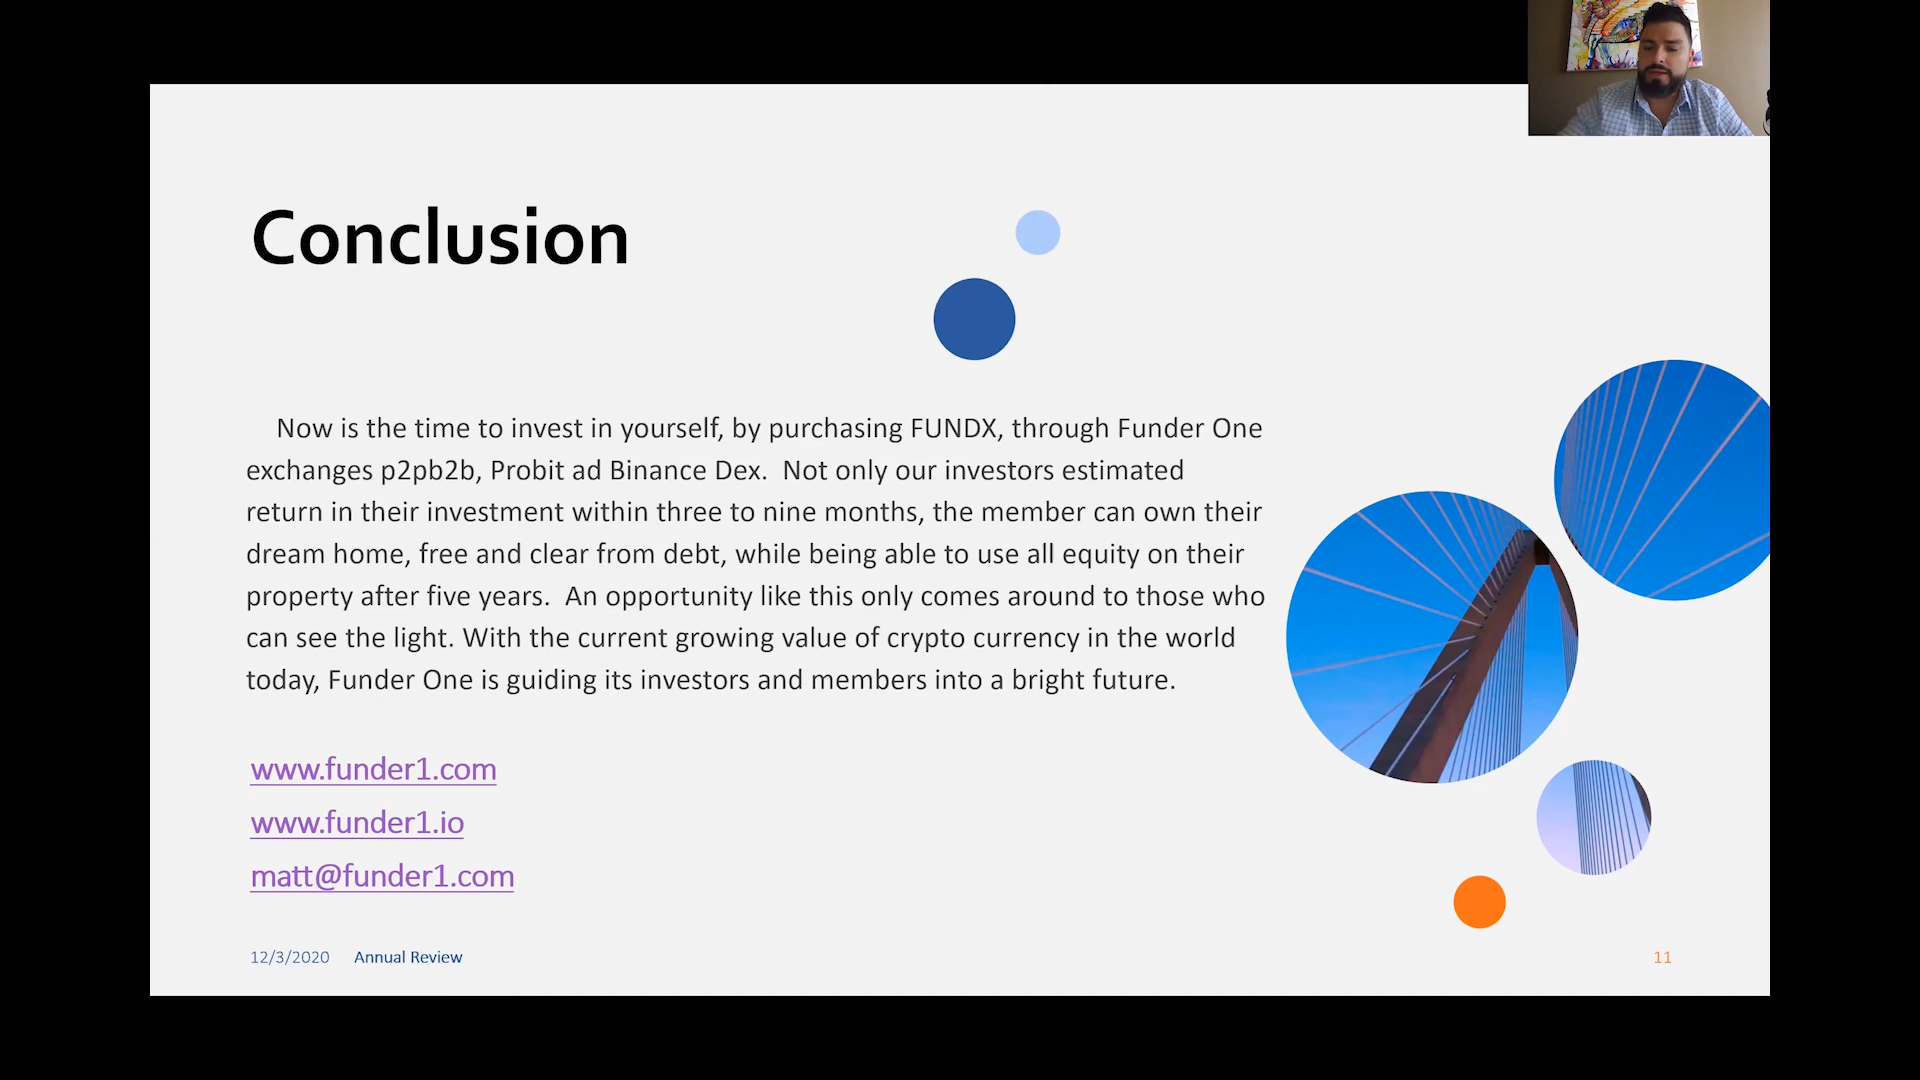 Conclusion
Now is the time to invest in yourself, by purchasing FUNDX, through Funder One
exchanges p2pb2b, Probit ad Binance Dex.  Not only our investors estimated
return in their investment within three to nine months, the member can own their
dream home, free and clear from debt, while being able to use all equity on their
property after five years.  An opportunity like this only comes around to those who
can see the light. With the current growing value of crypto currency in the world
today, Funder One is guiding its investors and members into a bright future.
www.funder1.com
www.funder1.io
matt@funder1.com
12/3/2020 Annual Review
11